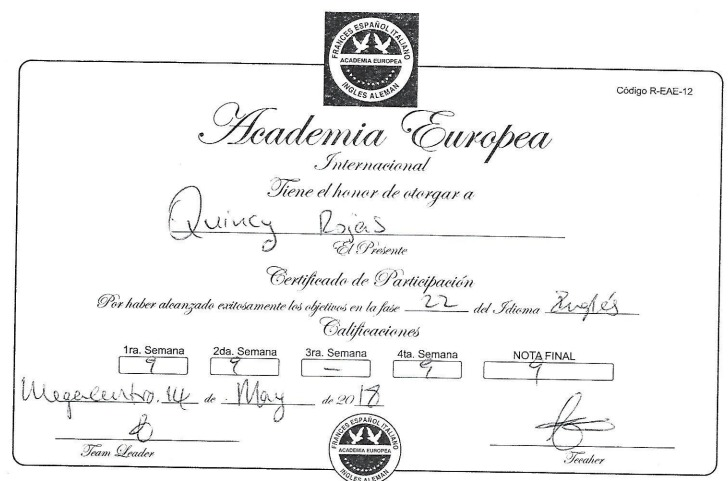 FRANCES ESPAÑOL ITALIANO
ACADEMIA EUROPEA
INGLES ALEMAN
Código R-EAE-12
Academia Europea
Internacional
Tiene el honor de otorgar a
Quincy Rojas
El Presente
Certificado de Participación
Por haber alcanzado exitosamente los objetivos en la fase 22 del Idioma Inglés
Calificaciones
1ra. Semana 2da. Semana 3ra. Semana 4ta. Semana NOTA FINAL
9 9 – 9 9
Megacentro. 14 de May de 2018
Team Leader Tecaher
FRANCES ESPAÑOL ITALIANO
ACADEMIA EUROPEA
INGLES ALEMAN